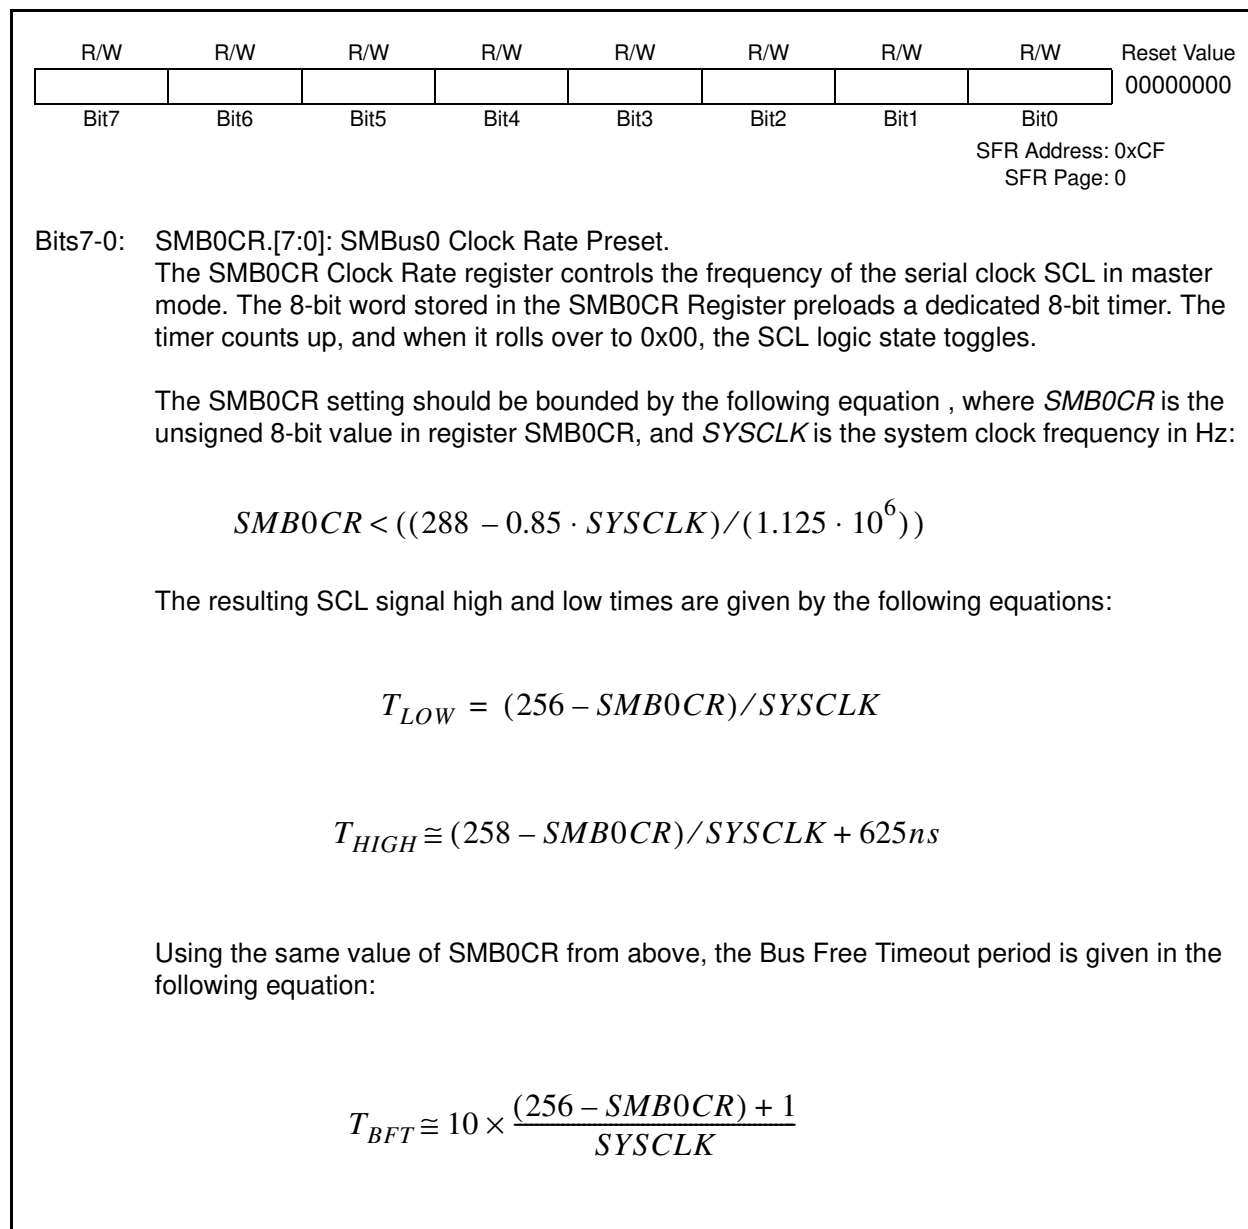 R/W R/W R/W R/W R/W R/W R/W R/W Reset Value
00000000
Bit7 Bit6 Bit5 Bit4 Bit3 Bit2 Bit1 Bit0
SFR Address: 0xCF
SFR Page: 0
Bits7-0: SMB0CR.[7:0]: SMBus0 Clock Rate Preset.
The SMB0CR Clock Rate register controls the frequency of the serial clock SCL in master
mode. The 8-bit word stored in the SMB0CR Register preloads a dedicated 8-bit timer. The
timer counts up, and when it rolls over to 0x00, the SCL logic state toggles.
The SMB0CR setting should be bounded by the following equation , where SMB0CR is the
unsigned 8-bit value in register SMB0CR, and SYSCLK is the system clock frequency in Hz:
SMB0CR < ((288 – 0.85 · SYSCLK)/(1.125 · 10^6))
The resulting SCL signal high and low times are given by the following equations:
T_LOW = (256 – SMB0CR)/SYSCLK
T_HIGH ≅ (258 – SMB0CR)/SYSCLK + 625ns
Using the same value of SMB0CR from above, the Bus Free Timeout period is given in the
following equation:
T_BFT ≅ 10 × (256 – SMB0CR) + 1
SYSCLK